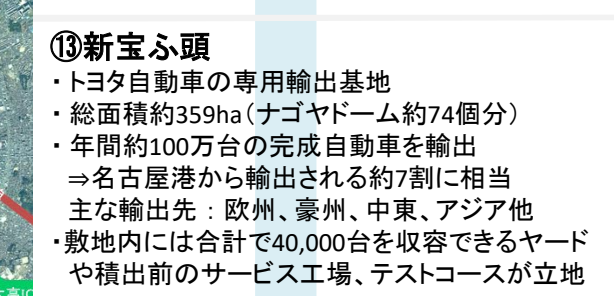 ⑬新宝ふ頭
・トヨタ自動車の専用輸出基地
・総面積約359ha（ナゴヤドーム約74個分）
・年間約100万台の完成自動車を輸出
⇒名古屋港から輸出される約7割に相当
主な輸出先：欧州、豪州、中東、アジア他
・敷地内には合計で40,000台を収容できるヤード
や積出前のサービス工場、テストコースが立地